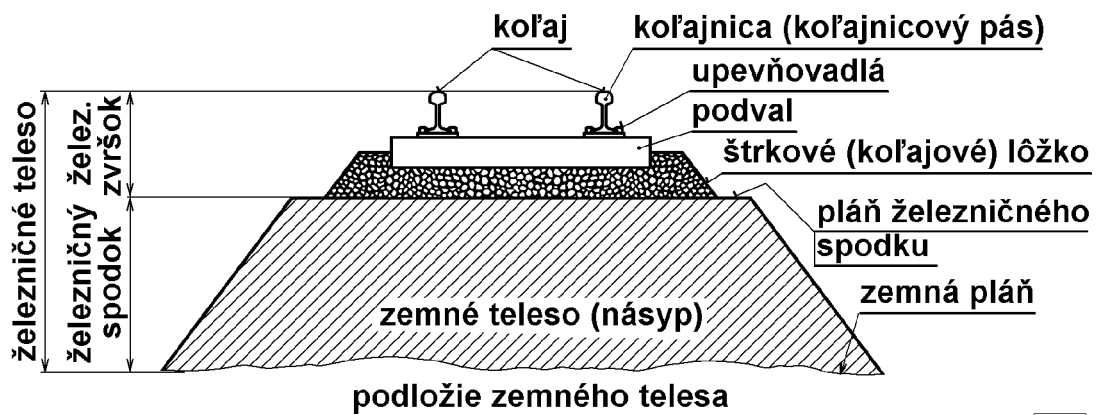 koľaj
koľajnica (koľajnicový pás)
upevňovadlá
podval
štrkové (koľajové) lôžko
pláň železničného
spodku
zemná pláň
železničné teleso
želez.
zvršok
železničný
spodok
zemné teleso (násyp)
podložie zemného telesa